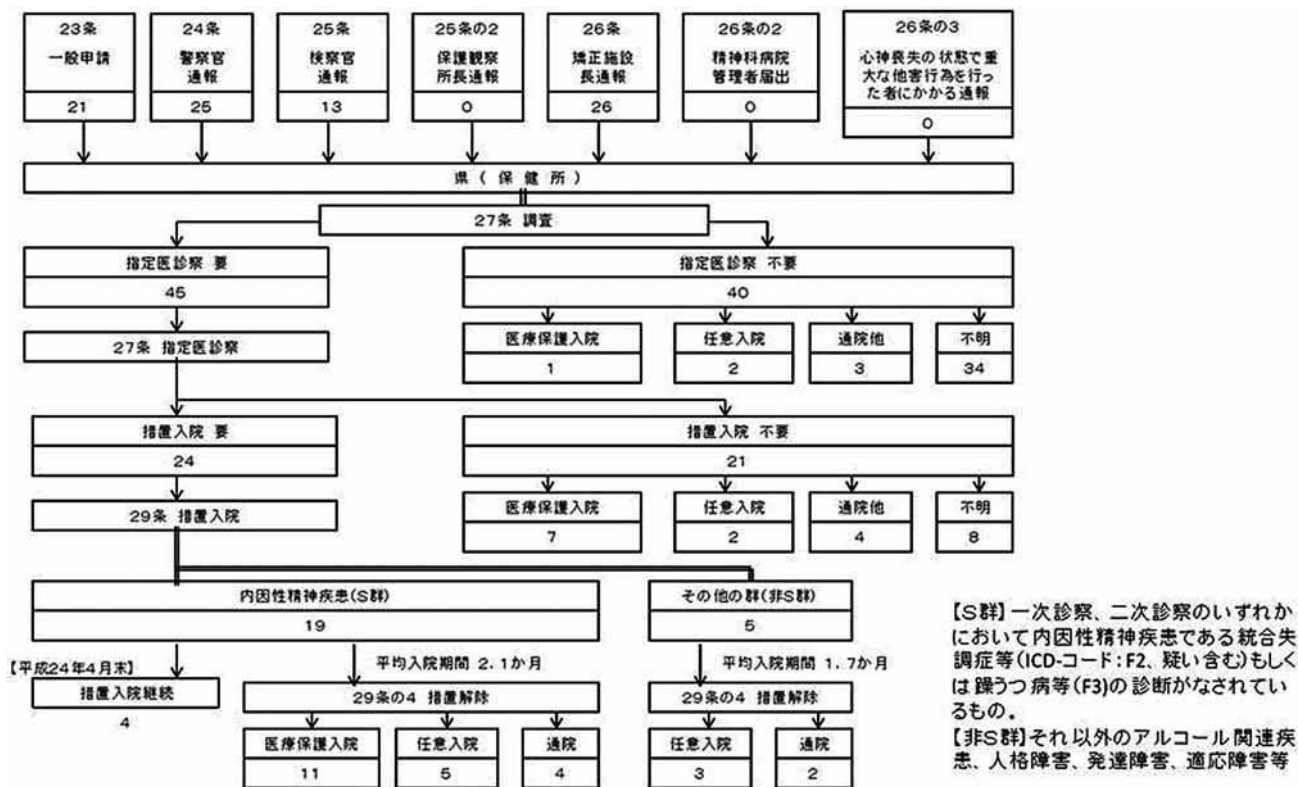 23条
一般申請
21
24条
警察官
通報
25
25条
検察官
通報
13
25条の2
保護観察
所長通報
0
26条
矯正施設
長通報
26
26条の2
精神科病院
管理者届出
0
26条の3
心神喪失の状態で重
大な他害行為を行っ
た者にかかる通報
0
県(保健所)
27条 調査
指定医診察 要
45
指定医診察 不要
40
27条 指定医診察
医療保護入院
1
任意入院
2
通院他
3
不明
34
措置入院 要
24
措置入院 不要
21
29条 措置入院
医療保護入院
7
任意入院
2
通院他
4
不明
8
内因性精神疾患(S群)
19
その他の群(非S群)
5
【平成24年4月末】
措置入院継続
4
平均入院期間 2.1か月
29条の4 措置解除
医療保護入院
11
任意入院
5
通院
4
平均入院期間 1.7か月
29条の4 措置解除
任意入院
3
通院
2
【S群】一次診察、二次診察のいずれか
において内因性精神疾患である統合失
調症等(ICD-コード:F2、疑い含む)もしく
は躁うつ病等(F3)の診断がなされてい
るもの。
【非S群】それ以外のアルコール関連疾
患、人格障害、発達障害、適応障害等